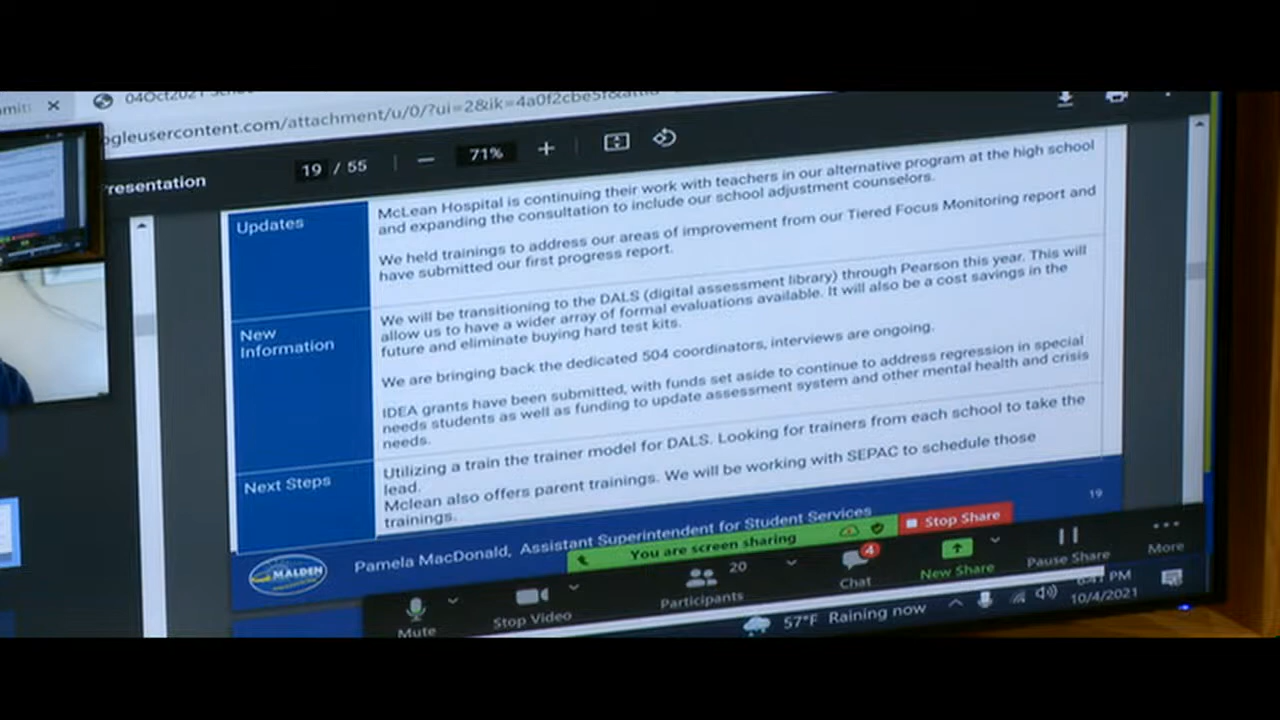 04Oct2021
ogleusercontent.com/attachment/u/0/?ui=2&ik=4a0f2cbe5f&attid
resentation
19 / 55
71%
Updates
McLean Hospital is continuing their work with teachers in our alternative program at the high school
and expanding the consultation to include our school adjustment counselors.
We held trainings to address our areas of improvement from our Tiered Focus Monitoring report and
have submitted our first progress report.
New
Information
We will be transitioning to the DALS (digital assessment library) through Pearson this year. This will
allow us to have a wider array of formal evaluations available. It will also be a cost savings in the
future and eliminate buying hard test kits.
We are bringing back the dedicated 504 coordinators, interviews are ongoing.
IDEA grants have been submitted, with funds set aside to continue to address regression in special
needs students as well as funding to update assessment system and other mental health and crisis
needs.
Next Steps
Utilizing a train the trainer model for DALS. Looking for trainers from each school to take the
lead.
Mclean also offers parent trainings. We will be working with SEPAC to schedule those
trainings.
19
MALDEN
Pamela MacDonald, Assistant Superintendent for Student Services
You are screen sharing
Stop Share
Mute
Stop Video
Participants
20
Chat
4
New Share
Pause Share
More
57°F Raining now
PM
10/4/2021